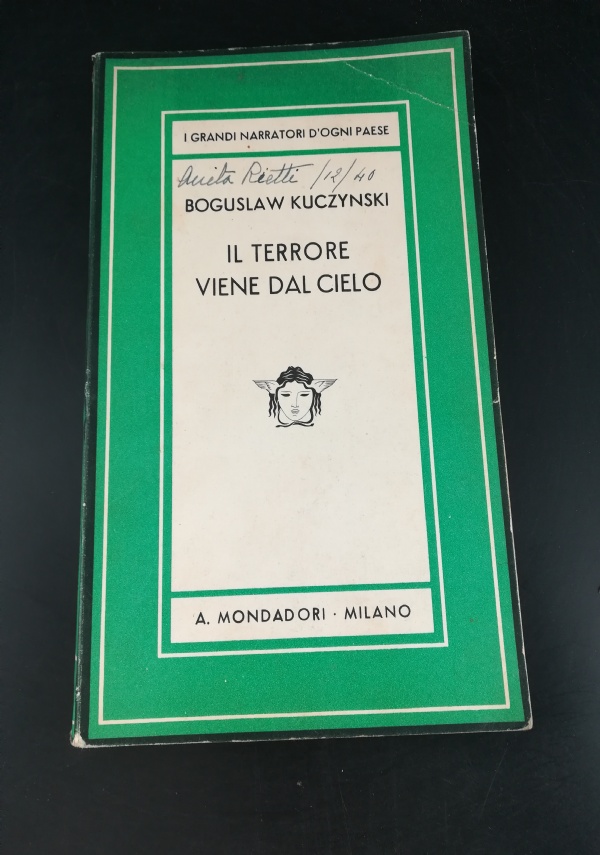 I GRANDI NARRATORI D'OGNI PAESE
Anita Rietti /12/40
BOGUSLAW KUCZYNSKI
IL TERRORE
VIENE DAL CIELO
A. MONDADORI · MILANO